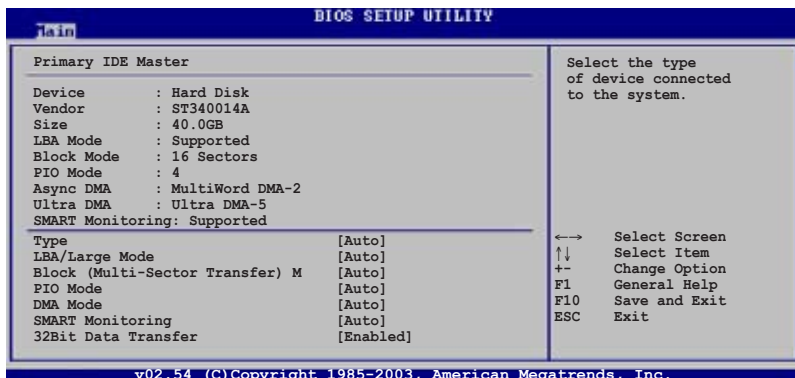 BIOS SETUP UTILITY
Main
Primary IDE Master
Device : Hard Disk
Vendor : ST340014A
Size : 40.0GB
LBA Mode : Supported
Block Mode : 16 Sectors
PIO Mode : 4
Async DMA : MultiWord DMA-2
Ultra DMA : Ultra DMA-5
SMART Monitoring: Supported
Type [Auto]
LBA/Large Mode [Auto]
Block (Multi-Sector Transfer) M [Auto]
PIO Mode [Auto]
DMA Mode [Auto]
SMART Monitoring [Auto]
32Bit Data Transfer [Enabled]
Select the type
of device connected
to the system.
←→ Select Screen
↑↓ Select Item
+- Change Option
F1 General Help
F10 Save and Exit
ESC Exit
v02.54 (C)Copyright 1985-2003, American Megatrends, Inc.